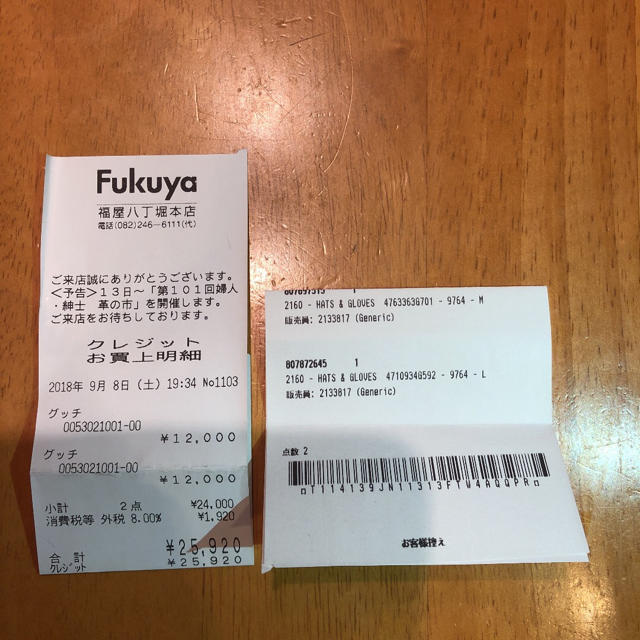 Fukuya
福屋八丁堀本店
電話(082)246-6111(代)
ご来店誠にありがとうございます。
＜予告＞13日～「第101回婦人
・紳士 革の市」を開催します。
ご来店をお待ちしております。
クレジット
お買上明細
2018年 9月 8日(土) 19:34 No1103
グッチ
0053021001-00
¥12,000
グッチ
0053021001-00
¥12,000
小計 2点 ¥24,000
消費税等 外税 8.00% ¥1,920
合計 ¥25,920
クレジット ¥25,920
807897515 1
2160 - HATS & GLOVES 4763363G701 - 9764 - M
販売員: 2133817 (Generic)
807872645 1
2160 - HATS & GLOVES 4710934G592 - 9764 - L
販売員: 2133817 (Generic)
点数 2
お客様控え